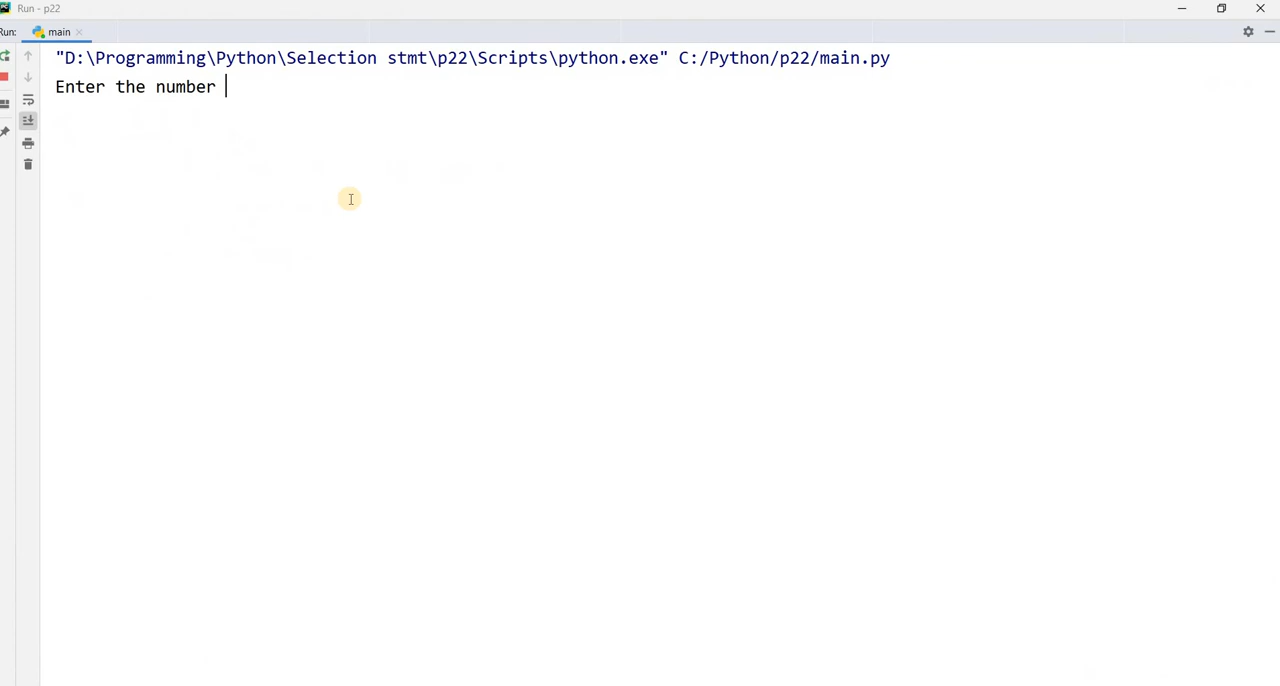 Run - p22
Run: main
"D:\Programming\Python\Selection stmt\p22\Scripts\python.exe" C:/Python/p22/main.py
Enter the number